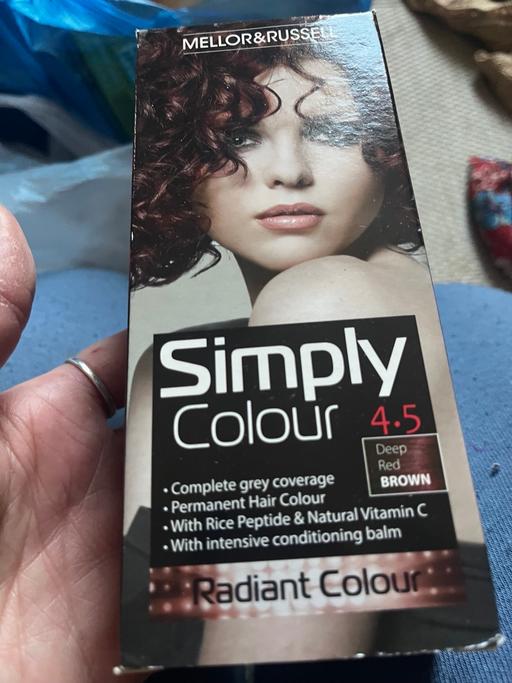 MELLOR&RUSSELL
Simply
Colour
4.5
Deep
Red
BROWN
• Complete grey coverage
• Permanent Hair Colour
• With Rice Peptide & Natural Vitamin C
• With intensive conditioning balm
Radiant Colour